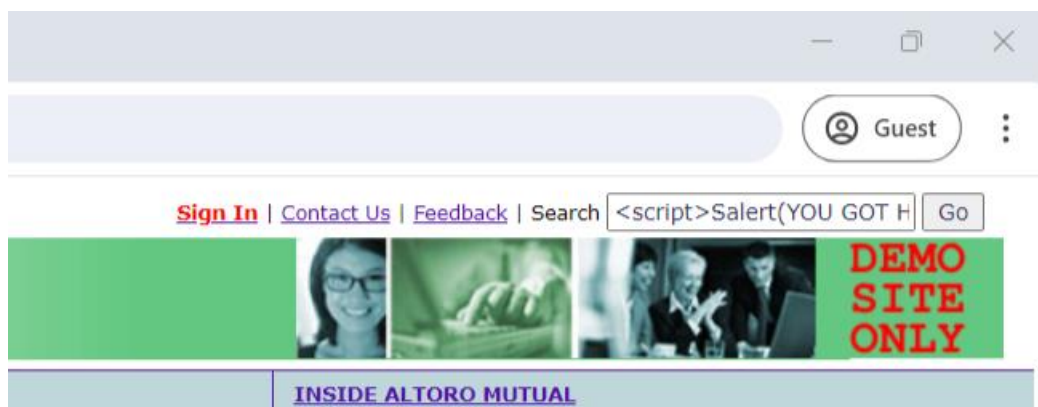 Guest
Sign In | Contact Us | Feedback | Search <script>Salert(YOU GOT H Go
DEMO
SITE
ONLY
INSIDE ALTORO MUTUAL